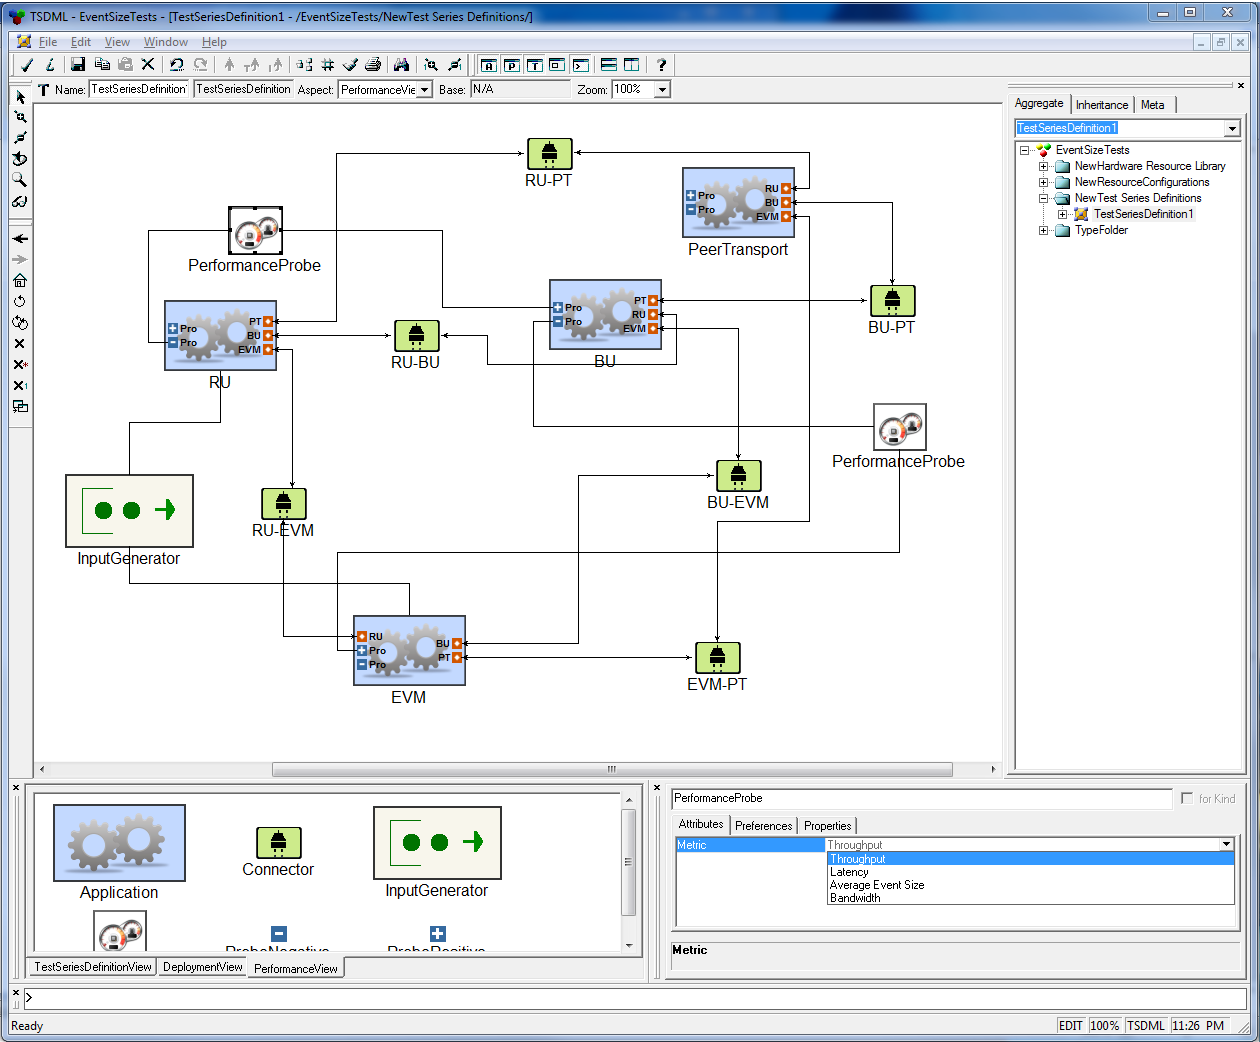 TSDML - EventSizeTests - [TestSeriesDefinition1 - /EventSizeTests/NewTest Series Definitions/]
File Edit View Window Help
A P T
?
T Name: TestSeriesDefinition TestSeriesDefinition Aspect: PerformanceVie Base: N/A Zoom: 100%
Aggregate Inheritance Meta
TestSeriesDefinition1
EventSizeTests
NewHardware Resource Library
NewResourceConfigurations
NewTest Series Definitions
TestSeriesDefinition1
TypeFolder
RU-PT
Pro
Pro
RU
BU
EVM
PeerTransport
PerformanceProbe
Pro
Pro
PT
BU
EVM
RU
RU-BU
Pro
Pro
PT
RU
EVM
BU
BU-PT
PerformanceProbe
InputGenerator
RU-EVM
BU-EVM
RU
Pro
Pro
BU
PT
EVM
EVM-PT
Application
Connector
InputGenerator
ProbeNegative
ProbePositive
TestSeriesDefinitionView DeploymentView PerformanceView
PerformanceProbe
for Kind
Attributes Preferences Properties
Metric Throughput
Throughput
Latency
Average Event Size
Bandwidth
Metric
>
Ready
EDIT 100% TSDML 11:26 PM